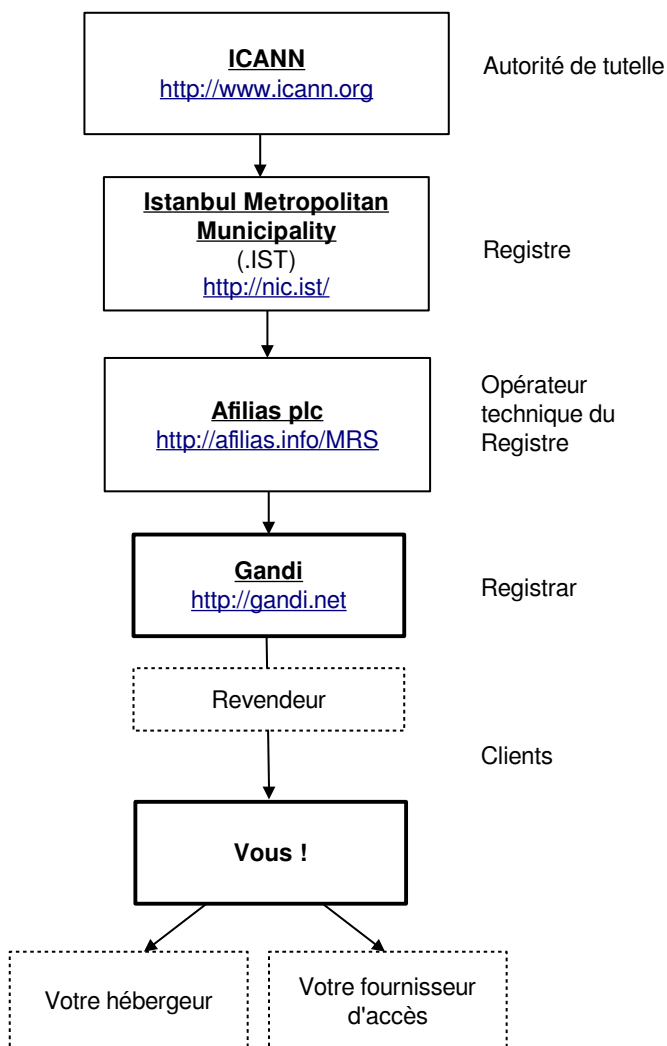 ICANN
http://www.icann.org
Autorité de tutelle
Istanbul Metropolitan
Municipality
(.IST)
http://nic.ist/
Registre
Afilias plc
http://afilias.info/MRS
Opérateur
technique du
Registre
Gandi
http://gandi.net
Registrar
Revendeur
Clients
Vous !
Votre hébergeur
Votre fournisseur
d'accès